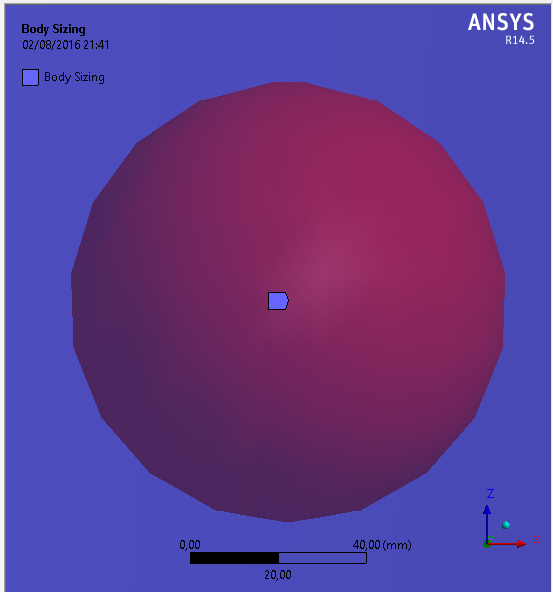 ANSYS
R14.5
Body Sizing
02/08/2016 21:41
Body Sizing
Z
X
0,00
40,00 (mm)
20,00